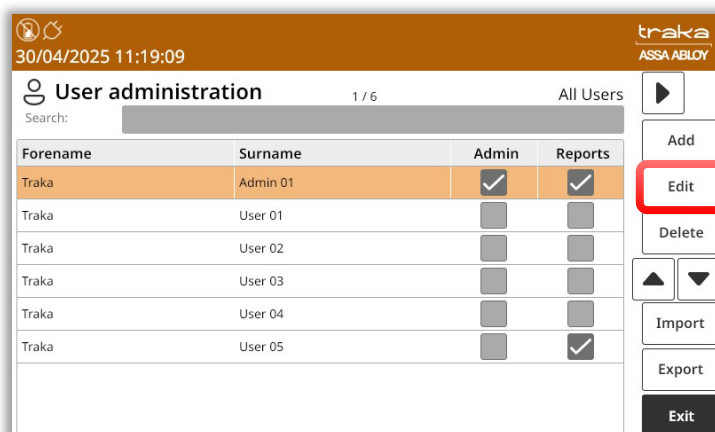 traka
30/04/2025 11:19:09
ASSA ABLOY
User administration 1 / 6 All Users
Search:
Add
Forename Surname Admin Reports
Traka Admin 01
Edit
Traka User 01
Delete
Traka User 02
Traka User 03
Traka User 04
Import
Traka User 05
Export
Exit